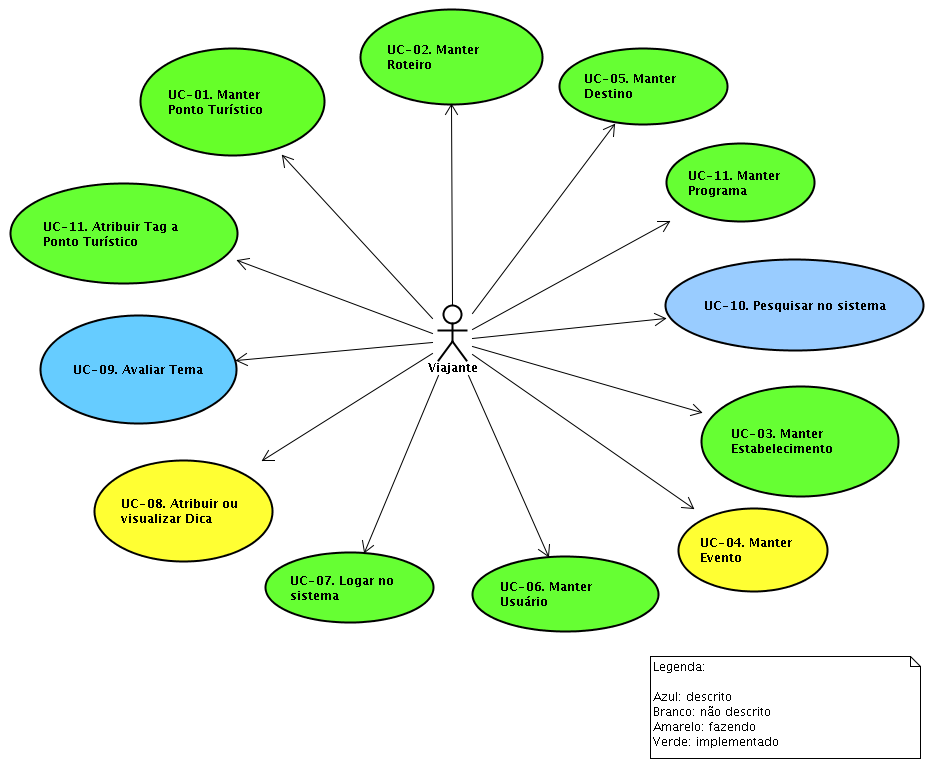 UC-02. Manter
Roteiro
UC-05. Manter
Destino
UC-01. Manter
Ponto Turístico
UC-11. Manter
Programa
UC-11. Atribuir Tag a
Ponto Turístico
UC-10. Pesquisar no sistema
UC-09. Avaliar Tema
Viajante
UC-03. Manter
Estabelecimento
UC-08. Atribuir ou
visualizar Dica
UC-04. Manter
Evento
UC-07. Logar no
sistema
UC-06. Manter
Usuário
Legenda:
Azul: descrito
Branco: não descrito
Amarelo: fazendo
Verde: implementado